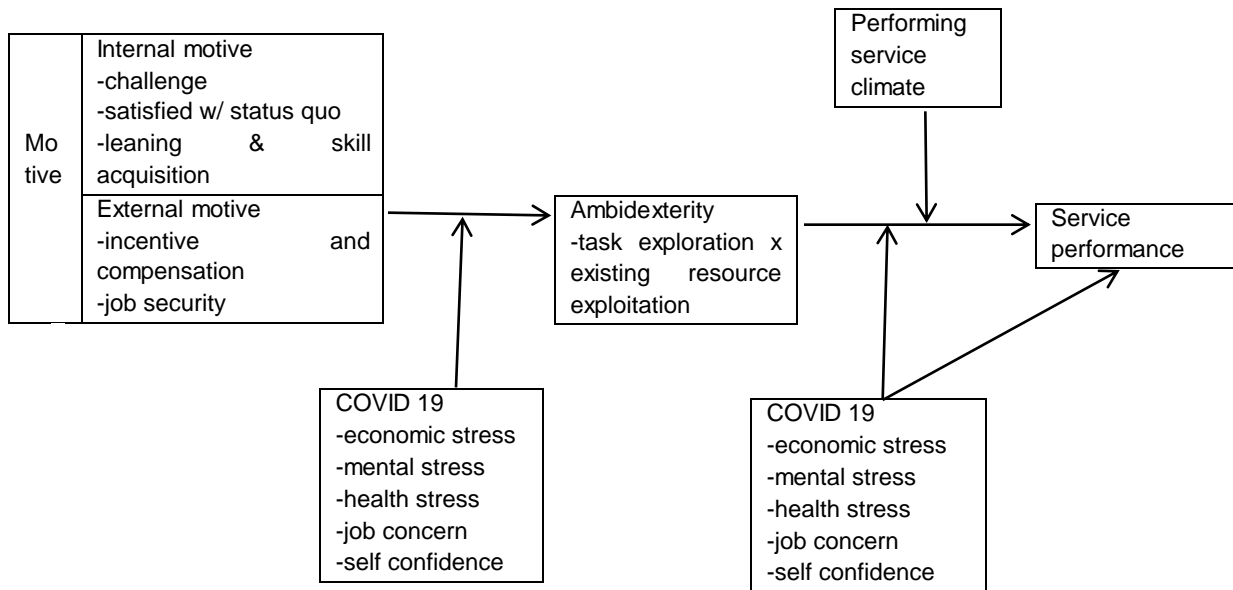 Mo
tive
Internal motive
-challenge
-satisfied w/ status quo
-leaning & skill
acquisition
External motive
-incentive and
compensation
-job security
Ambidexterity
-task exploration x
existing resource
exploitation
Performing
service
climate
Service
performance
COVID 19
-economic stress
-mental stress
-health stress
-job concern
-self confidence
COVID 19
-economic stress
-mental stress
-health stress
-job concern
-self confidence